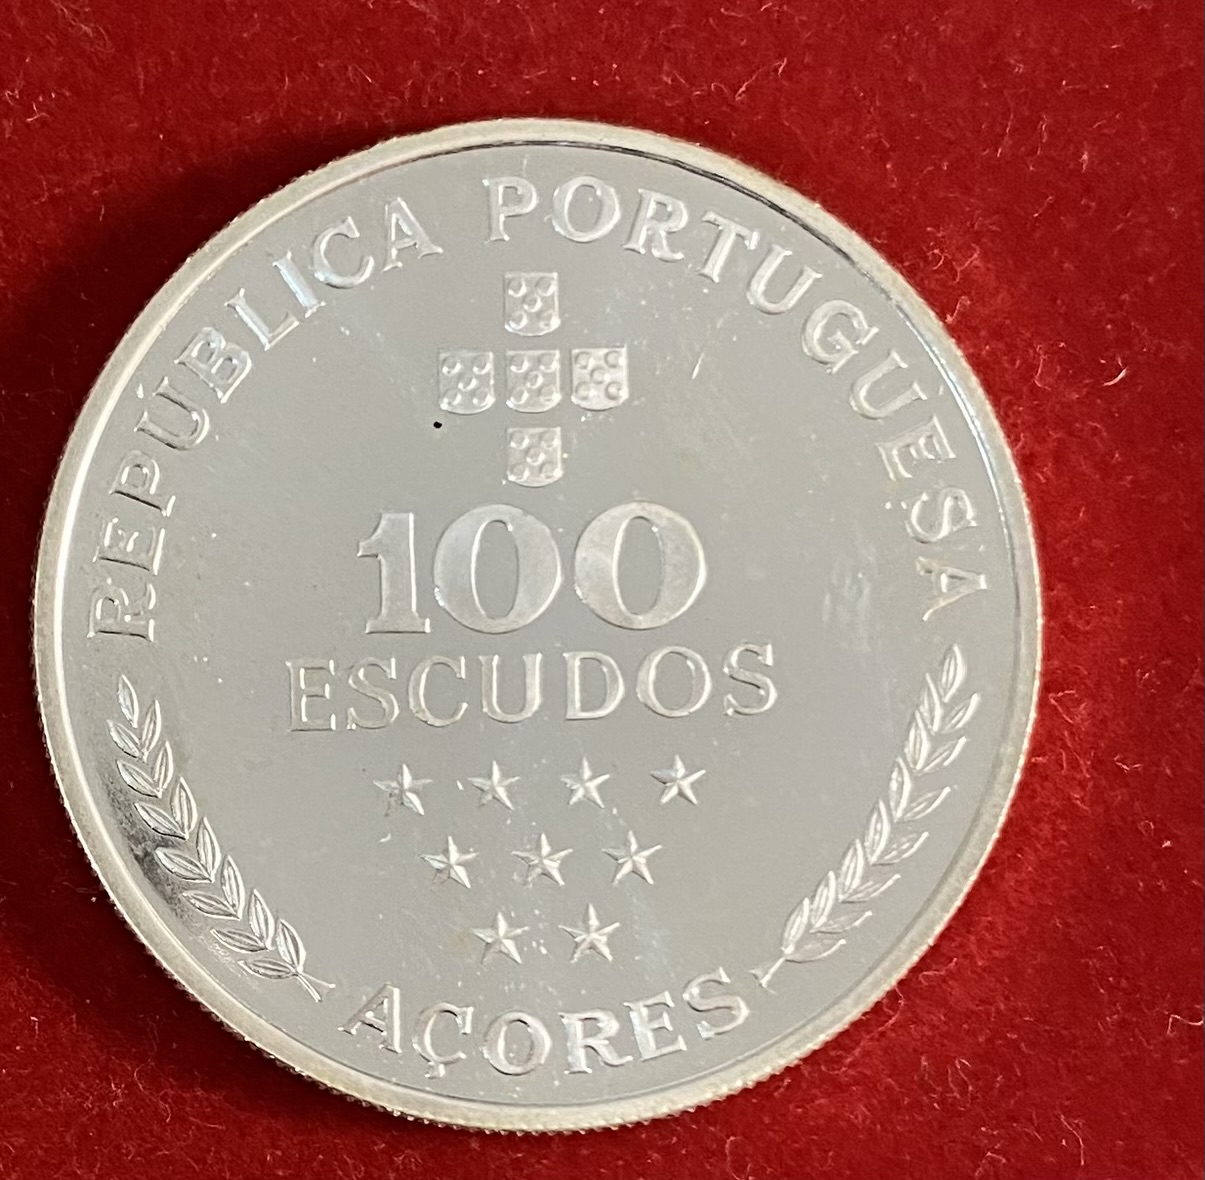 REPÚBLICA PORTUGUESA
100
ESCUDOS
AÇORES